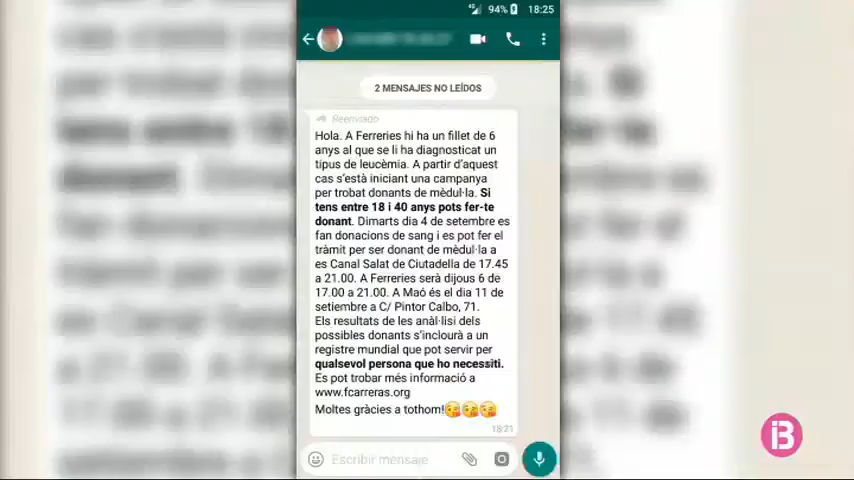 94% 18:25
2 MENSAJES NO LEÍDOS
Reenviado
Hola. A Ferreries hi ha un fillet de 6
anys al que se li ha diagnosticat un
tipus de leucèmia. A partir d'aquest
cas s'està iniciant una campanya
per trobat donants de mèdul·la. Si
tens entre 18 i 40 anys pots fer-te
donant. Dimarts dia 4 de setembre es
fan donacions de sang i es pot fer el
tràmit per ser donant de mèdul·la a
es Canal Salat de Ciutadella de 17.45
a 21.00. A Ferreries serà dijous 6 de
17.00 a 21.00. A Maó és el dia 11 de
setiembre a C/ Pintor Calbo, 71.
Els resultats de les anàl·lisi dels
possibles donants s'inclourà a un
registre mundial que pot servir per
qualsevol persona que ho necessiti.
Es pot trobar més informació a
www.fcarreras.org
Moltes gràcies a tothom!😘😘😘
18:21
Escribir mensaje